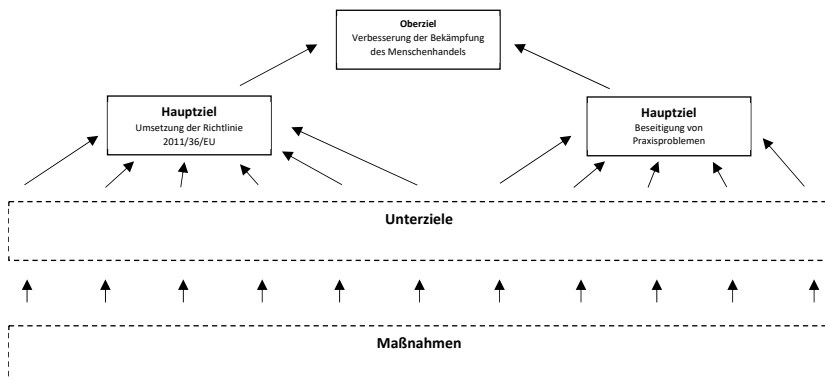 Oberziel
Verbesserung der Bekämpfung
des Menschenhandels
Hauptziel
Umsetzung der Richtlinie
2011/36/EU
Hauptziel
Beseitigung von
Praxisproblemen
Unterziele
Maßnahmen